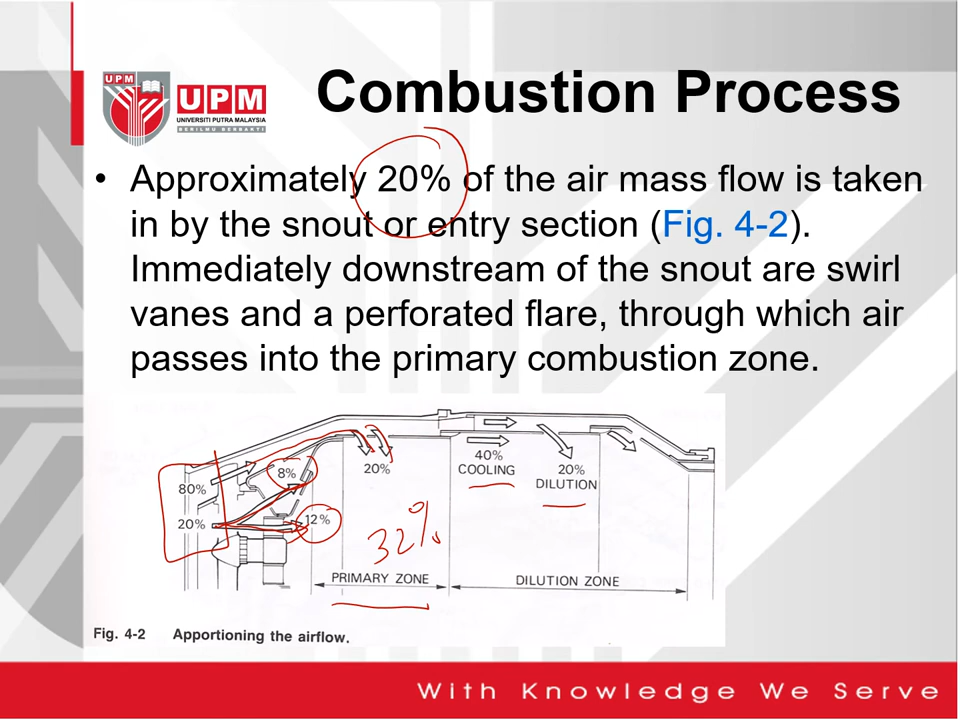 Combustion Process
UPM
UPM
UNIVERSITI PUTRA MALAYSIA
BERILMU BERBAKTI
• Approximately 20% of the air mass flow is taken
in by the snout or entry section (Fig. 4-2).
Immediately downstream of the snout are swirl
vanes and a perforated flare, through which air
passes into the primary combustion zone.
80%
20%
8%
12%
20%
32%
40%
COOLING
20%
DILUTION
PRIMARY ZONE
DILUTION ZONE
Fig. 4-2 Apportioning the airflow.
With Knowledge We Serve